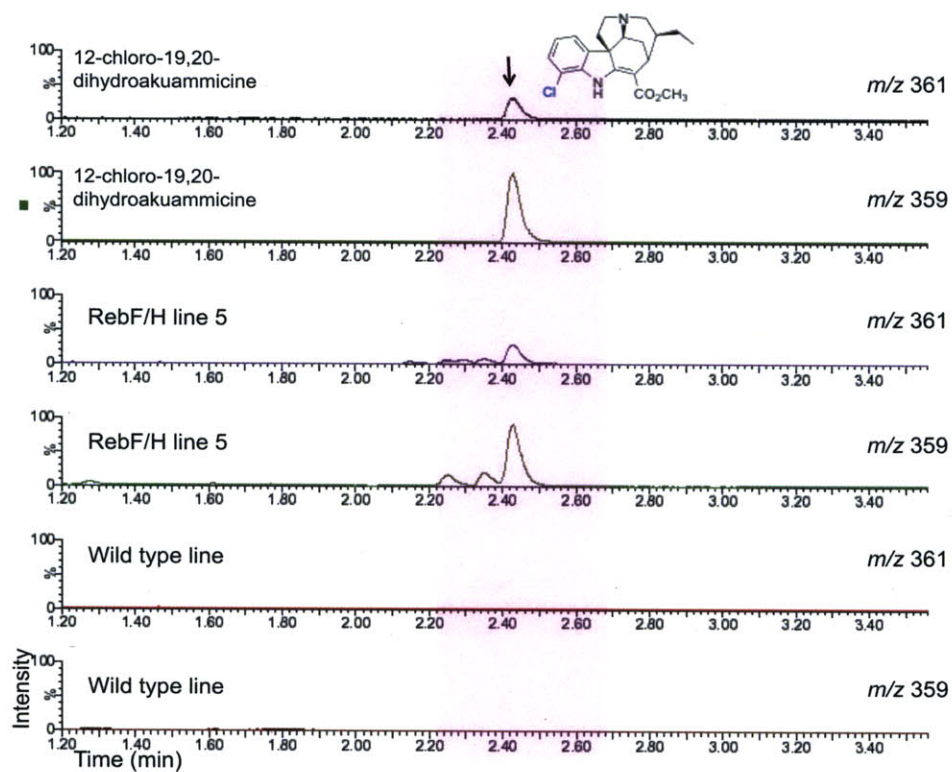 N
Cl
N
H
CO₂CH₃
100
%
0
12-chloro-19,20-
dihydroakuammicine
m/z 361
1.20 1.40 1.60 1.80 2.00 2.20 2.40 2.60 2.80 3.00 3.20 3.40
100
%
0
12-chloro-19,20-
dihydroakuammicine
m/z 359
1.20 1.40 1.60 1.80 2.00 2.20 2.40 2.60 2.80 3.00 3.20 3.40
100
%
0
RebF/H line 5
m/z 361
1.20 1.40 1.60 1.80 2.00 2.20 2.40 2.60 2.80 3.00 3.20 3.40
100
%
0
RebF/H line 5
m/z 359
1.20 1.40 1.60 1.80 2.00 2.20 2.40 2.60 2.80 3.00 3.20 3.40
100
%
0
Wild type line
m/z 361
1.20 1.40 1.60 1.80 2.00 2.20 2.40 2.60 2.80 3.00 3.20 3.40
100
%
0
Wild type line
m/z 359
1.20 1.40 1.60 1.80 2.00 2.20 2.40 2.60 2.80 3.00 3.20 3.40
Intensity
Time (min)